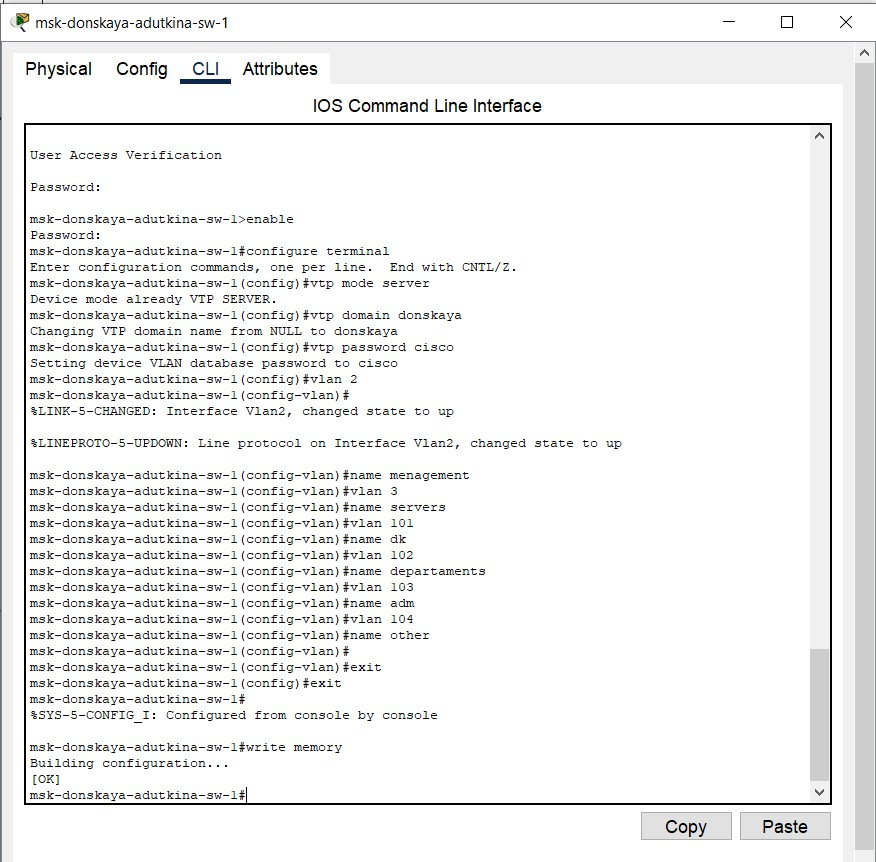 msk-donskaya-adutkina-sw-1
Physical Config CLI Attributes
IOS Command Line Interface
User Access Verification
Password:
msk-donskaya-adutkina-sw-1>enable
Password:
msk-donskaya-adutkina-sw-1#configure terminal
Enter configuration commands, one per line.  End with CNTL/Z.
msk-donskaya-adutkina-sw-1(config)#vtp mode server
Device mode already VTP SERVER.
msk-donskaya-adutkina-sw-1(config)#vtp domain donskaya
Changing VTP domain name from NULL to donskaya
msk-donskaya-adutkina-sw-1(config)#vtp password cisco
Setting device VLAN database password to cisco
msk-donskaya-adutkina-sw-1(config)#vlan 2
msk-donskaya-adutkina-sw-1(config-vlan)#
%LINK-5-CHANGED: Interface Vlan2, changed state to up
%LINEPROTO-5-UPDOWN: Line protocol on Interface Vlan2, changed state to up
msk-donskaya-adutkina-sw-1(config-vlan)#name menagement
msk-donskaya-adutkina-sw-1(config-vlan)#vlan 3
msk-donskaya-adutkina-sw-1(config-vlan)#name servers
msk-donskaya-adutkina-sw-1(config-vlan)#vlan 101
msk-donskaya-adutkina-sw-1(config-vlan)#name dk
msk-donskaya-adutkina-sw-1(config-vlan)#vlan 102
msk-donskaya-adutkina-sw-1(config-vlan)#name departaments
msk-donskaya-adutkina-sw-1(config-vlan)#vlan 103
msk-donskaya-adutkina-sw-1(config-vlan)#name adm
msk-donskaya-adutkina-sw-1(config-vlan)#vlan 104
msk-donskaya-adutkina-sw-1(config-vlan)#name other
msk-donskaya-adutkina-sw-1(config-vlan)#
msk-donskaya-adutkina-sw-1(config-vlan)#exit
msk-donskaya-adutkina-sw-1(config)#exit
msk-donskaya-adutkina-sw-1#
%SYS-5-CONFIG_I: Configured from console by console
msk-donskaya-adutkina-sw-1#write memory
Building configuration...
[OK]
msk-donskaya-adutkina-sw-1#
Copy Paste